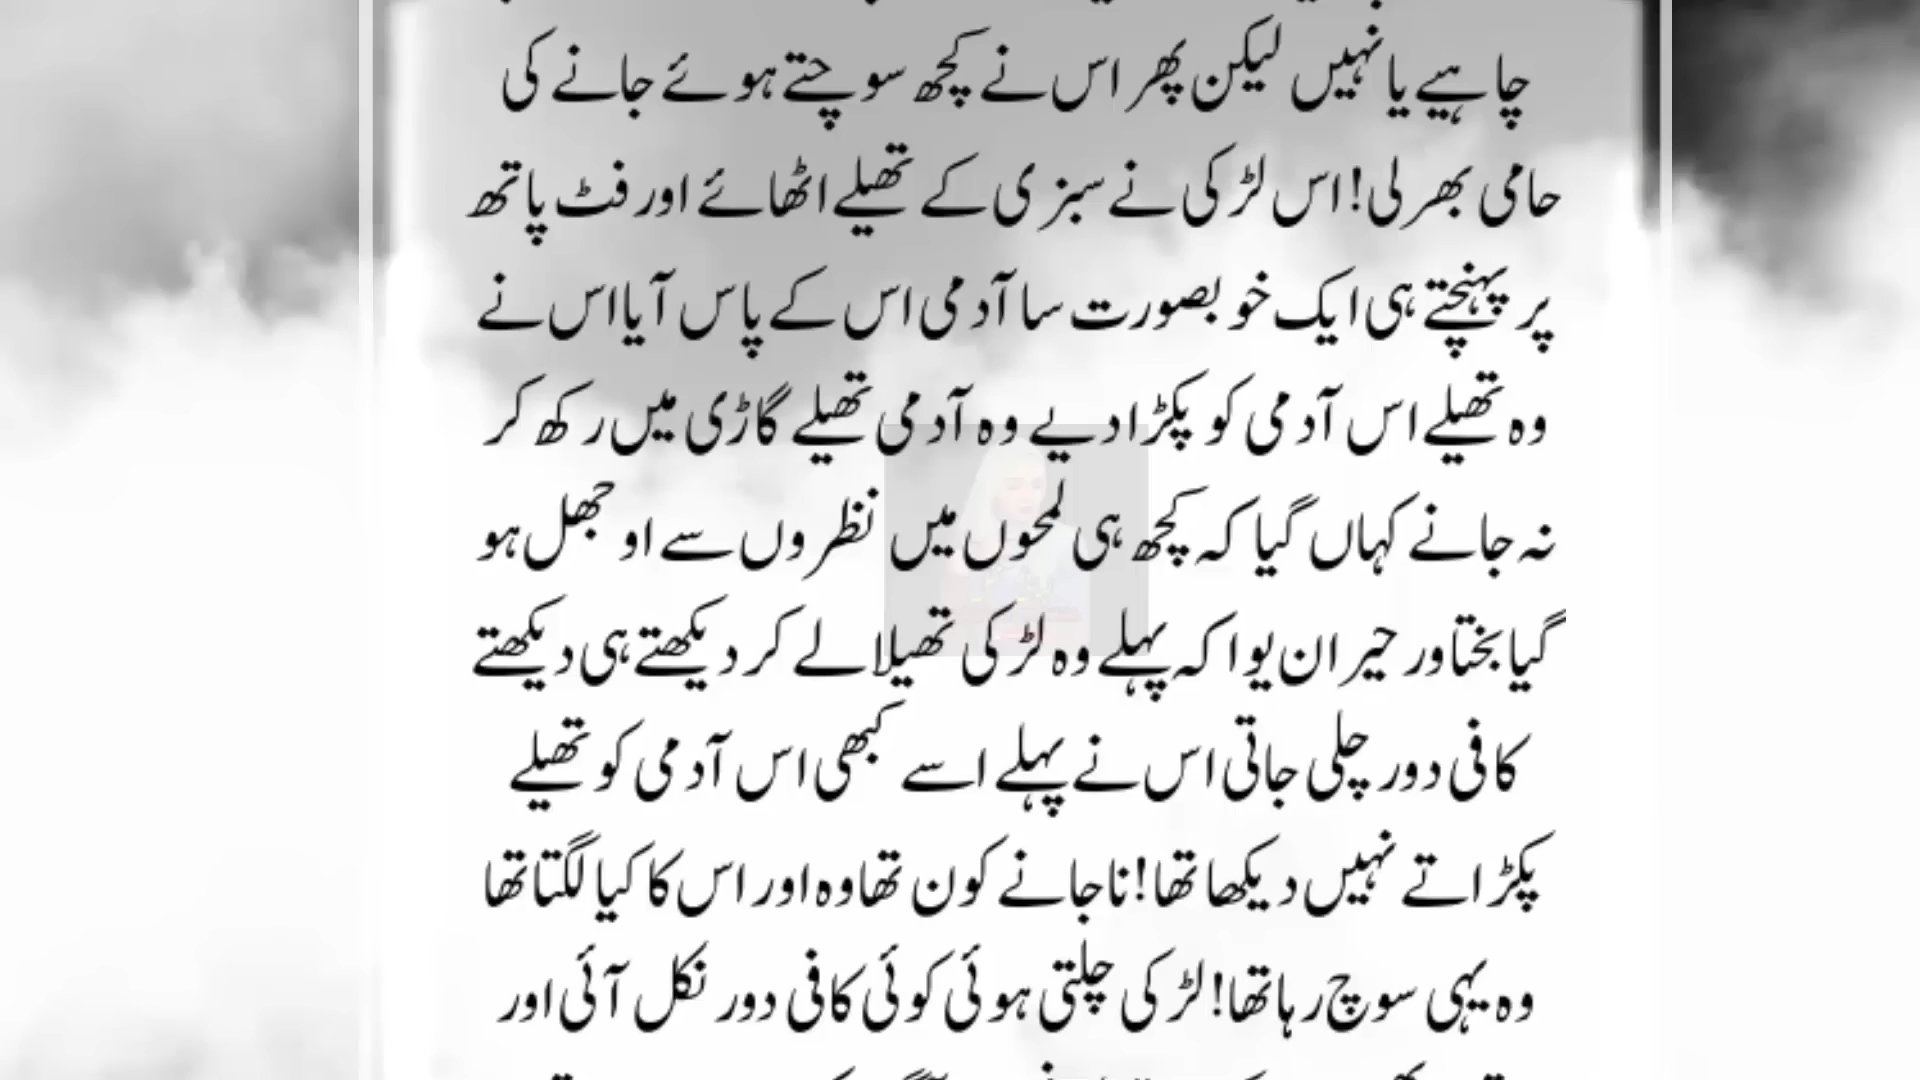 چاہیے یا نہیں لیکن پھر اس نے کچھ سوچتے ہوئے جانے کی
حامی بھر لی! اس لڑکی نے سبزی کے تھیلے اٹھائے اور فٹ پاتھ
پر پہنچتے ہی ایک خوبصورت سا آدمی اس کے پاس آیا اس نے
وہ تھیلے اس آدمی کو پکڑا دیے وہ آدمی تھیلے گاڑی میں رکھ کر
نہ جانے کہاں گیا کہ کچھ ہی لمحوں میں نظروں سے اوجھل ہو
گیا بختاور حیران یوا کہ پہلے وہ لڑکی تھیلا لے کر دیکھتے ہی دیکھتے
کافی دور چلی جاتی اس نے پہلے اسے کبھی اس آدمی کو تھیلے
پکڑاتے نہیں دیکھا تھا! نا جانے کون تھا وہ اور اس کا کیا لگتا تھا
وہ یہی سوچ رہا تھا! لڑکی چلتی ہوئی کوئی کافی دور نکل آئی اور